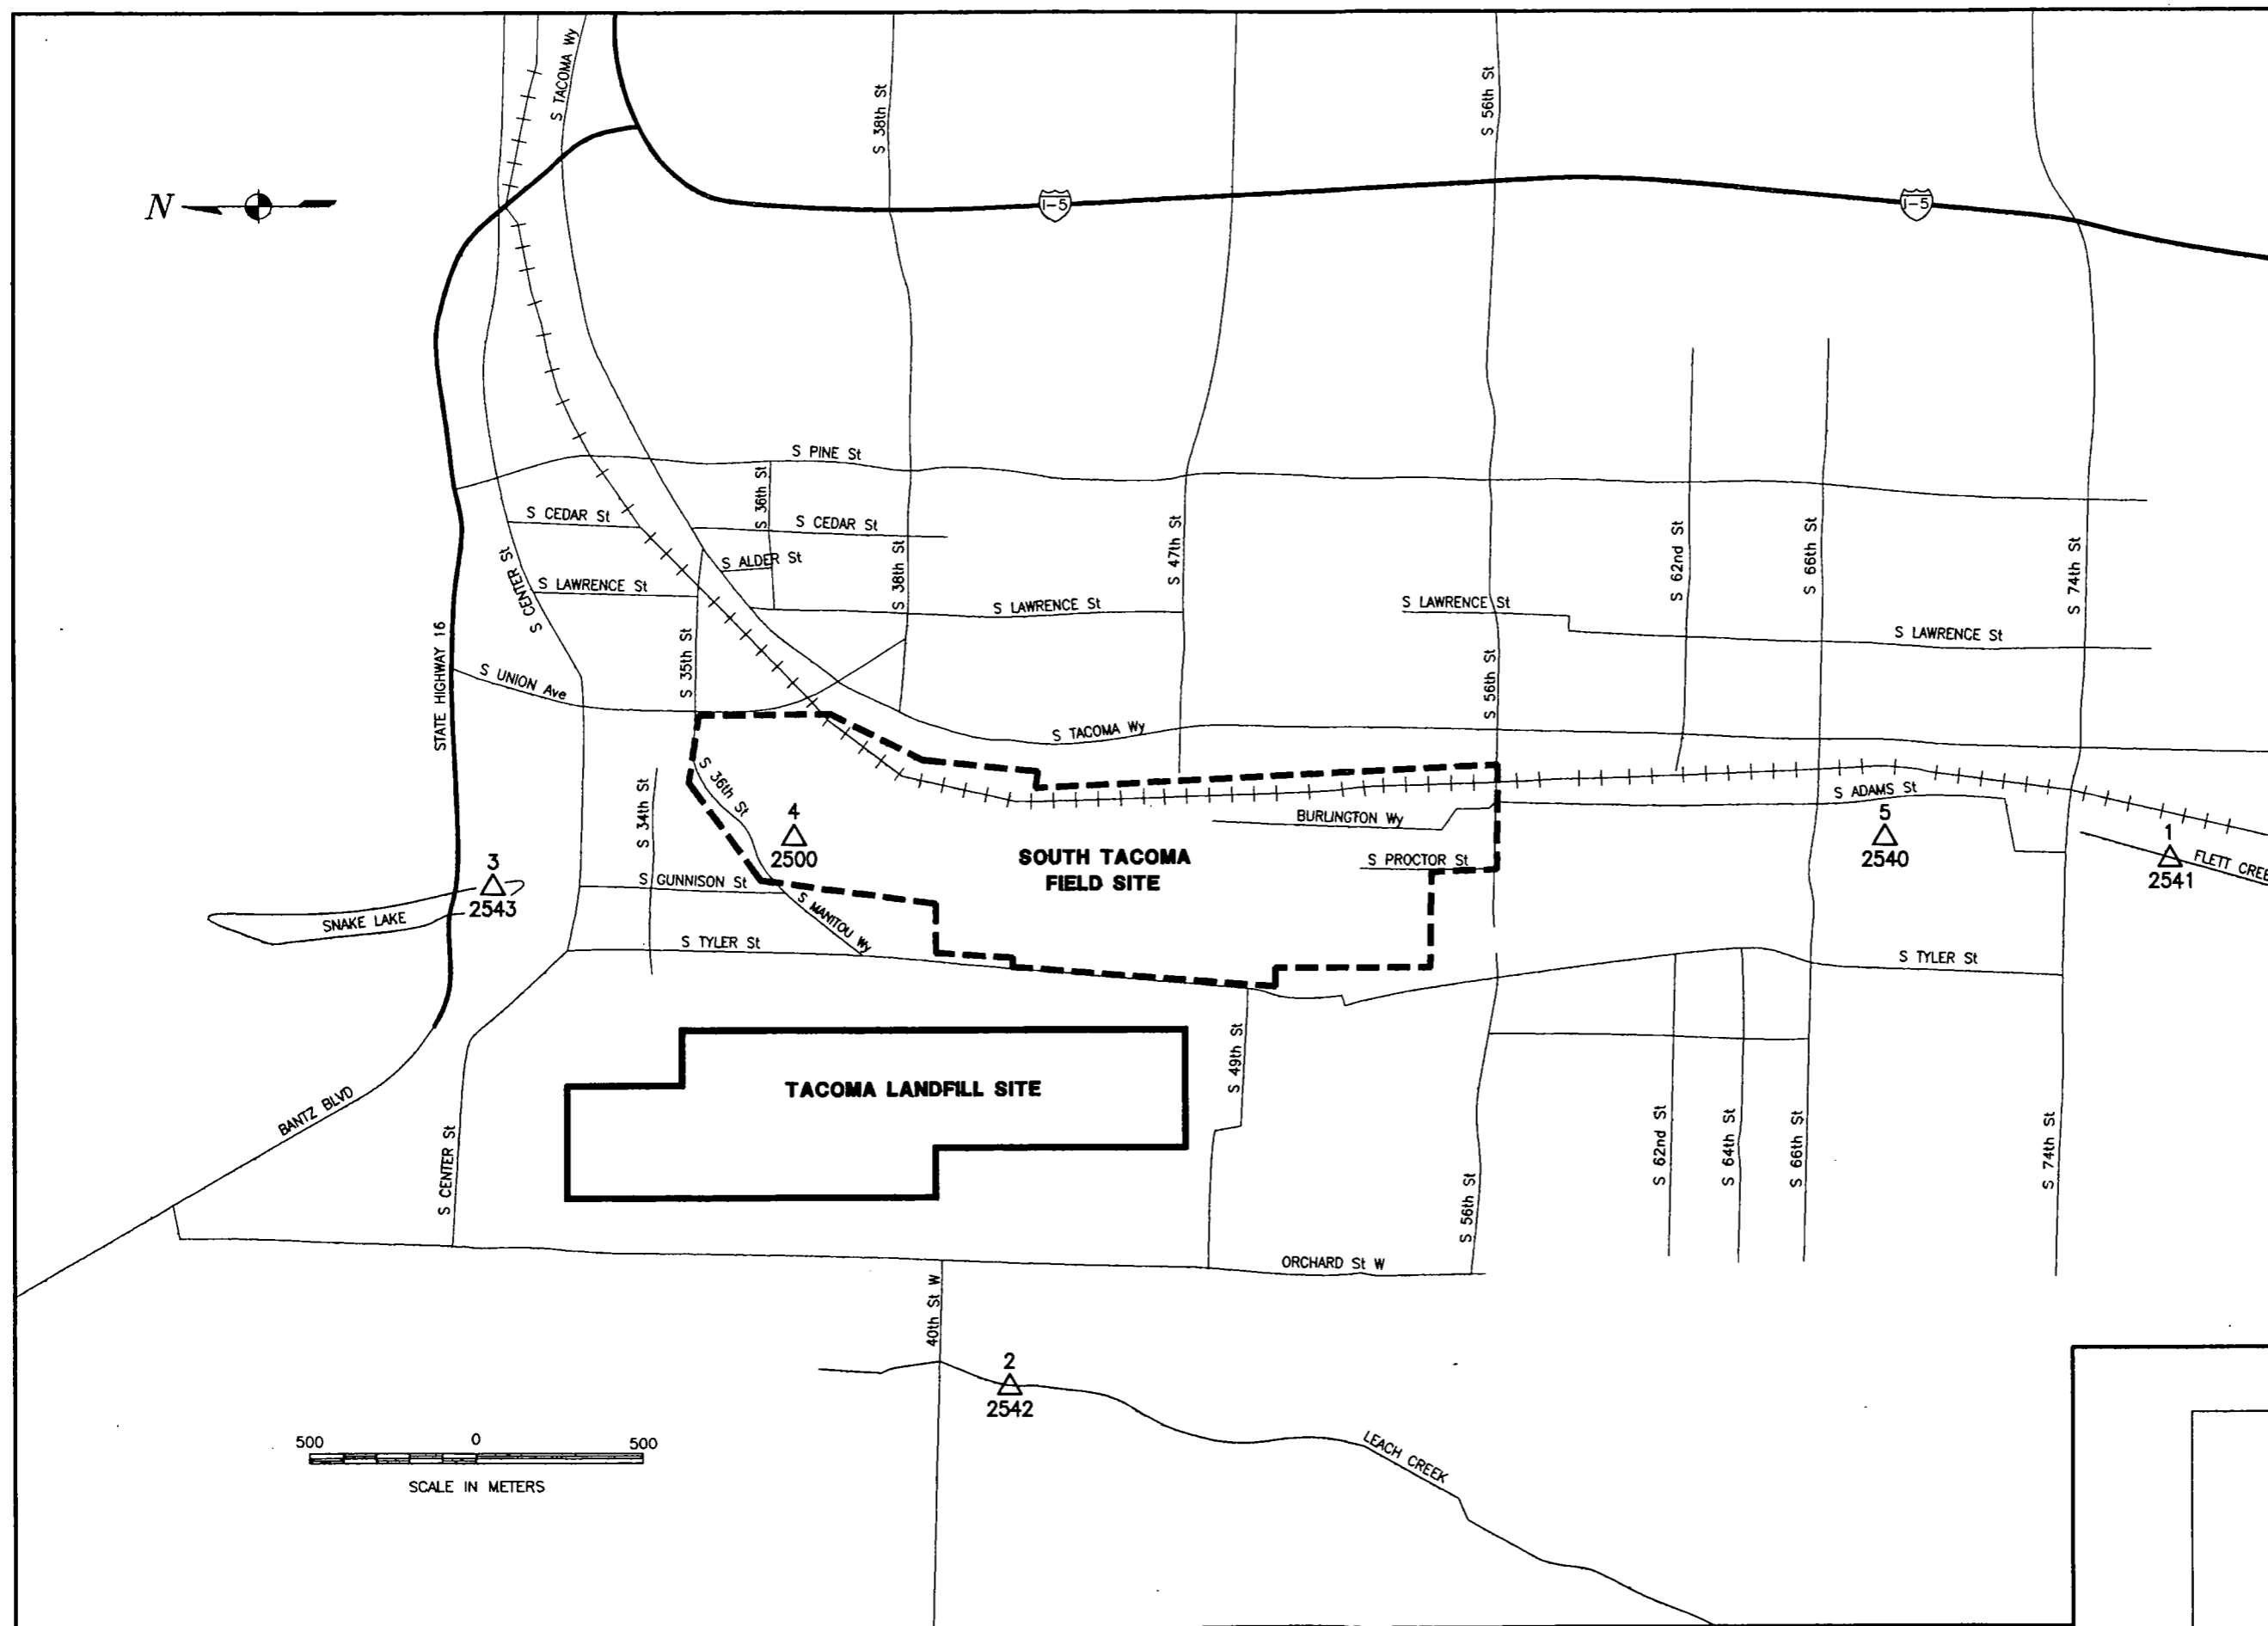 S TACOMA Wy
S 38th St
S 56th St
N
I-5
I-5
S PINE St
S 36th St
S CEDAR St
S CEDAR St
S CENTER St
S ALDER St
S 38th St
S 47th St
S 62nd St
S 66th St
S 74th St
S LAWRENCE St
S LAWRENCE St
S LAWRENCE St
S LAWRENCE St
STATE HIGHWAY 16
S UNION Ave
S 35th St
S 56th St
S TACOMA Wy
S 36th St
S 34th St
4
2500
SOUTH TACOMA
FIELD SITE
BURLINGTON Wy
S PROCTOR St
S ADAMS St
5
2540
1
2541
FLETT CREE
3
2543
SNAKE LAKE
S GUNNISON St
S MANITOU Wy
S TYLER St
S TYLER St
TACOMA LANDFILL SITE
S 49th St
BANTZ BLVD
S CENTER St
S 56th St
S 62nd St
S 64th St
S 66th St
S 74th St
ORCHARD St W
40th St W
2
2542
LEACH CREEK
500 0 500
SCALE IN METERS